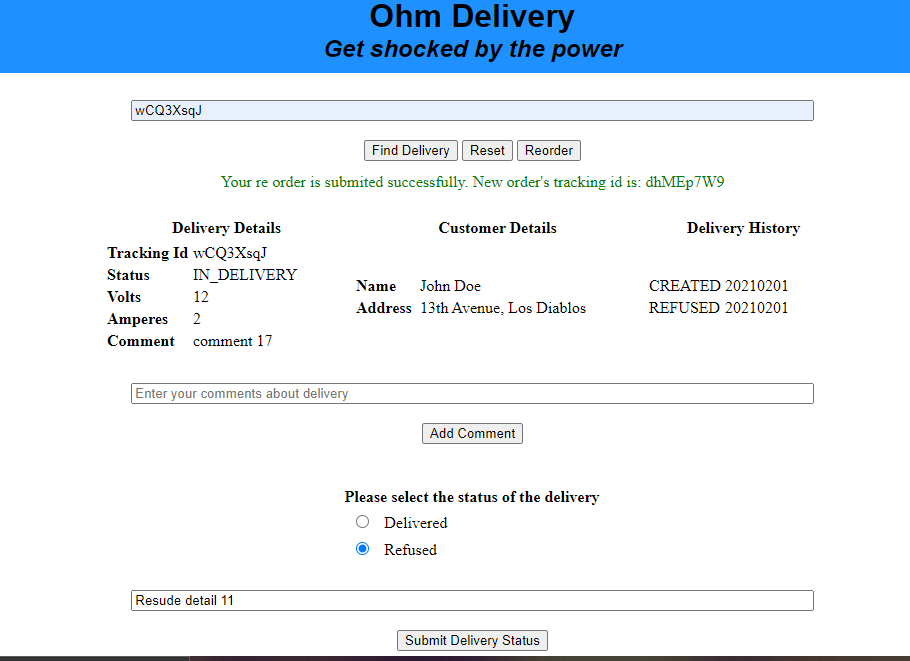 Ohm Delivery
Get shocked by the power
wCQ3XsqJ
Find Delivery Reset Reorder
Your re order is submited successfully. New order's tracking id is: dhMEp7W9
Delivery Details Customer Details Delivery History
Tracking Id wCQ3XsqJ
Status IN_DELIVERY
Volts 12
Amperes 2
Comment comment 17
Name John Doe
Address 13th Avenue, Los Diablos
CREATED 20210201
REFUSED 20210201
Enter your comments about delivery
Add Comment
Please select the status of the delivery
Delivered
Refused
Resude detail 11
Submit Delivery Status